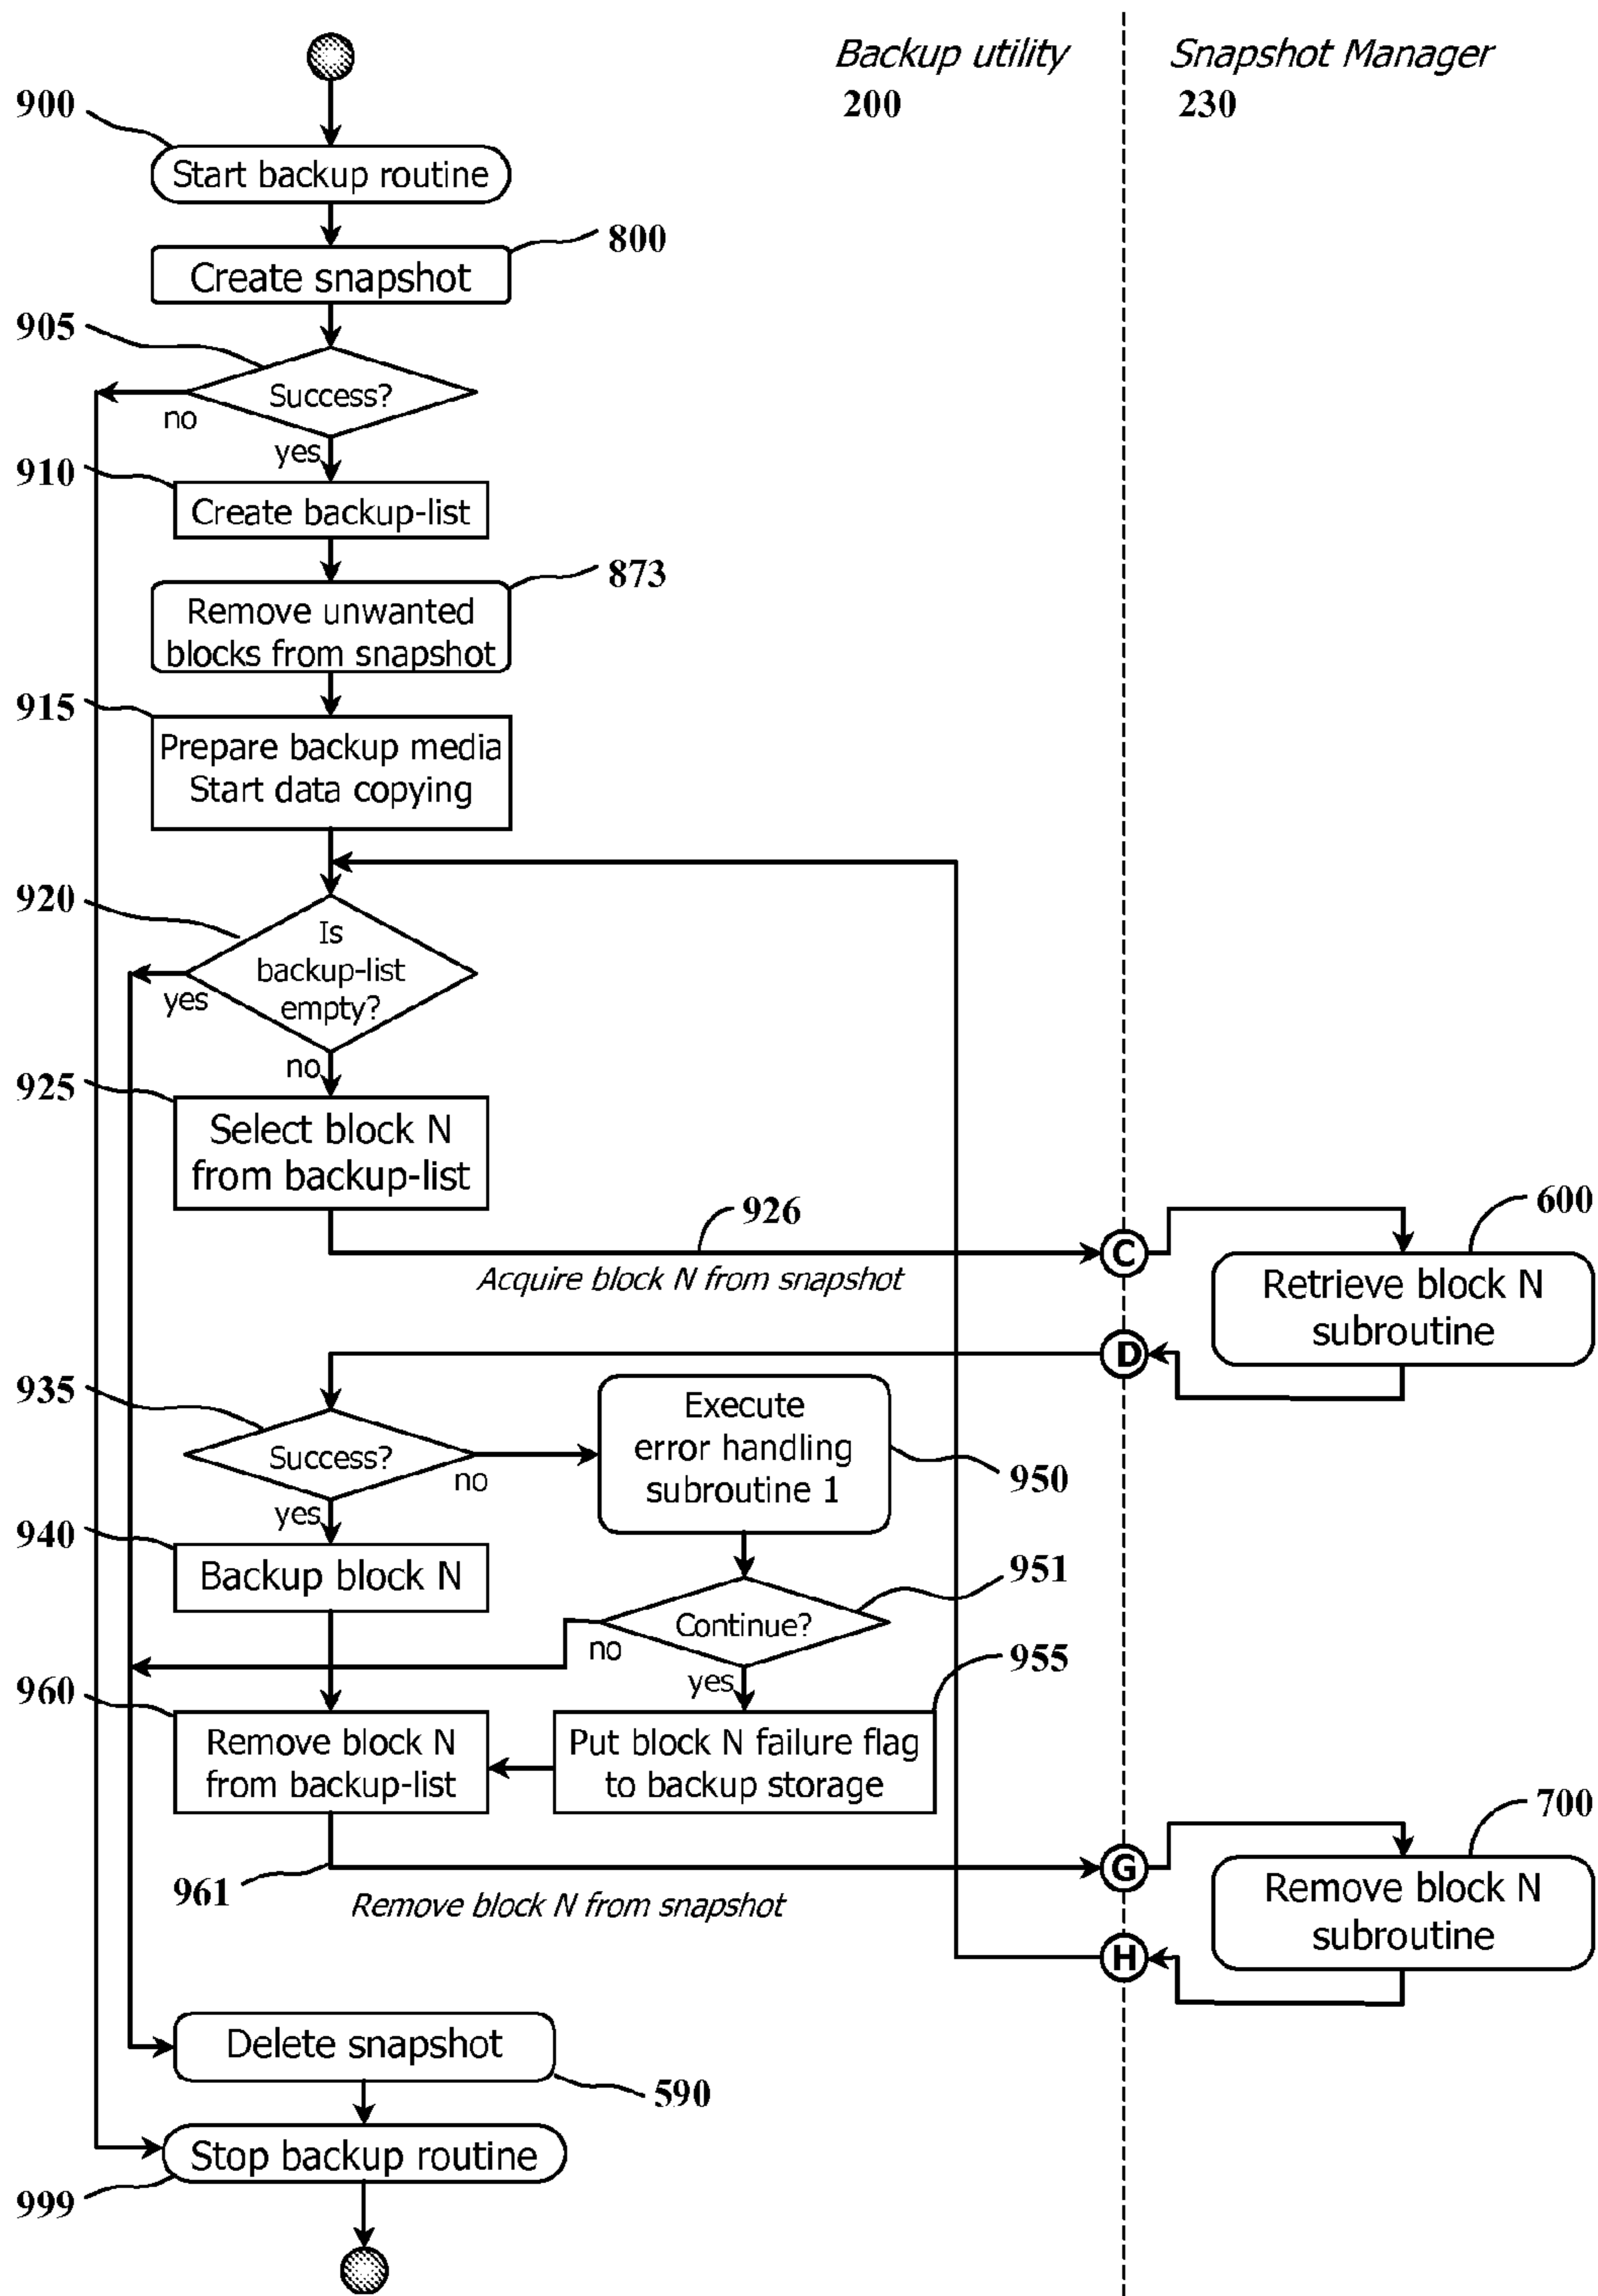 Backup utility
200
Snapshot Manager
230
900
Start backup routine
800
Create snapshot
905
Success?
no
yes
910
Create backup-list
873
Remove unwanted
blocks from snapshot
915
Prepare backup media
Start data copying
920
Is
backup-list
empty?
yes
no
925
Select block N
from backup-list
926
Acquire block N from snapshot
C
600
Retrieve block N
subroutine
D
935
Success?
no
yes
Execute
error handling
subroutine 1
950
940
Backup block N
951
Continue?
no
yes
955
960
Remove block N
from backup-list
Put block N failure flag
to backup storage
961
Remove block N from snapshot
G
700
Remove block N
subroutine
H
Delete snapshot
590
Stop backup routine
999